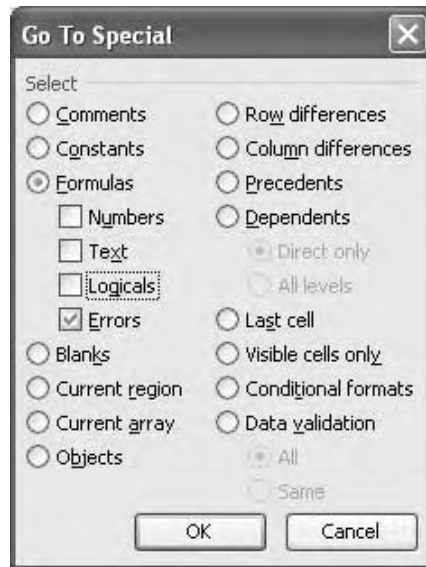 Go To Special
Select
Comments
Constants
Formulas
Numbers
Text
Logicals
Errors
Blanks
Current region
Current array
Objects
Row differences
Column differences
Precedents
Dependents
Direct only
All levels
Last cell
Visible cells only
Conditional formats
Data validation
All
Same
OK
Cancel